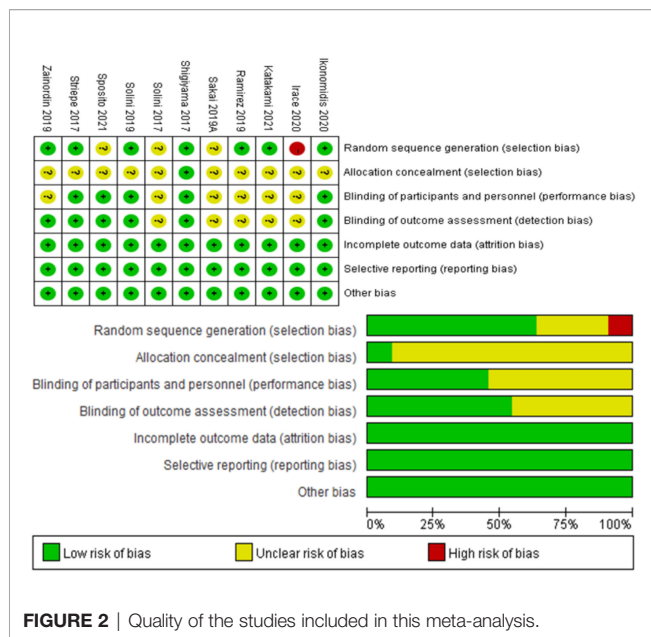 Zainordin 2019
Striepe 2017
Sposito 2021
Solini 2019
Solini 2017
Shigiyama 2017
Sakai 2019A
Ramirez 2019
Katakami 2021
Irace 2020
Ikonomidis 2020
+ + ? + ? + ? + + - + Random sequence generation (selection bias)
? ? ? ? ? + ? ? ? ? ? Allocation concealment (selection bias)
? + + + ? + ? ? ? ? + Blinding of participants and personnel (performance bias)
+ + + + ? + ? ? ? ? + Blinding of outcome assessment (detection bias)
+ + + + + + + + + + + Incomplete outcome data (attrition bias)
+ + + + + + + + + + + Selective reporting (reporting bias)
+ + + + + + + + + + + Other bias
Random sequence generation (selection bias)
Allocation concealment (selection bias)
Blinding of participants and personnel (performance bias)
Blinding of outcome assessment (detection bias)
Incomplete outcome data (attrition bias)
Selective reporting (reporting bias)
Other bias
0% 25% 50% 75% 100%
Low risk of bias Unclear risk of bias High risk of bias
FIGURE 2 | Quality of the studies included in this meta-analysis.